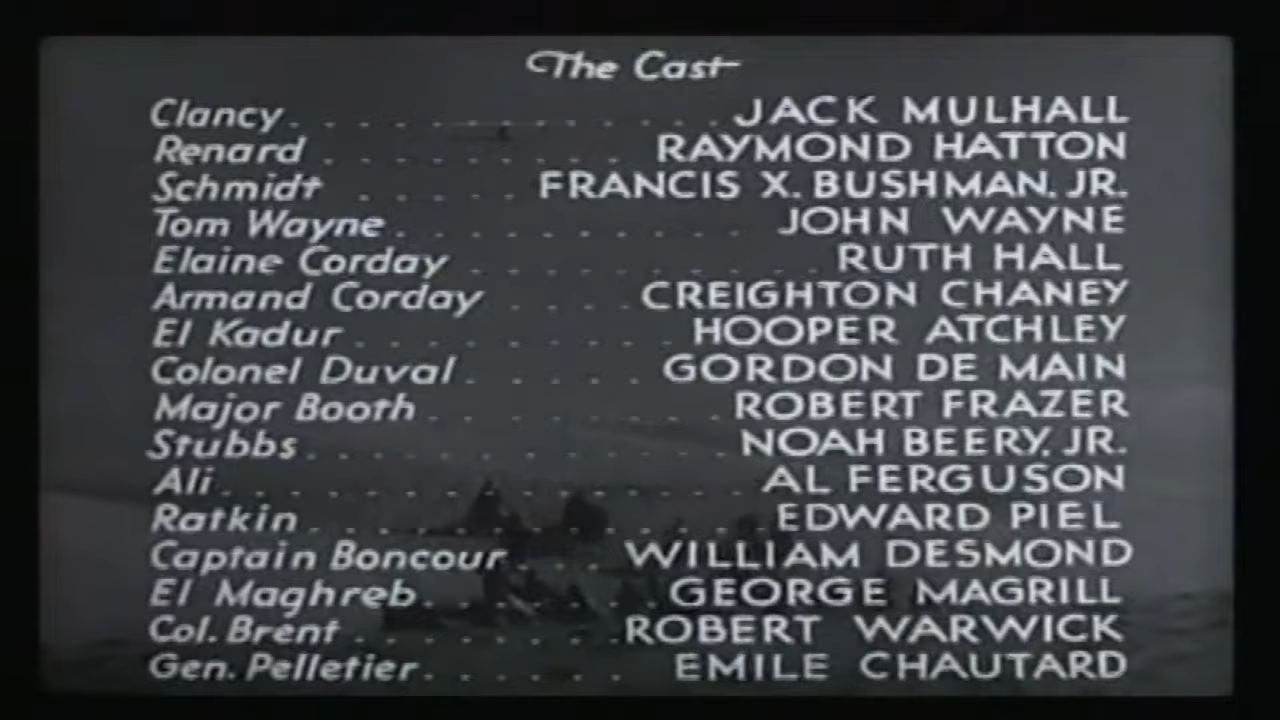 The Cast
Clancy. . . . . . . . . . . . . . . . . JACK MULHALL
Renard . . . . . . . . . . . . RAYMOND HATTON
Schmidt . . . . . FRANCIS X. BUSHMAN. JR.
Tom Wayne. . . . . . . . . . . JOHN WAYNE
Elaine Corday . . . . . . . . . . RUTH HALL
Armand Corday . . . . CREIGHTON CHANEY
El Kadur. . . . . . . . . . HOOPER ATCHLEY
Colonel Duval. . . . . GORDON DE MAIN
Major Booth. . . . . . . . . ROBERT FRAZER
Stubbs. . . . . . . . . . . . . NOAH BEERY, JR.
Ali. . . . . . . . . . . . . . . . AL FERGUSON
Ratkin. . . . . . . . . . . . . EDWARD PIEL
Captain Boncour. . . . WILLIAM DESMOND
El Maghreb. . . . . . . GEORGE MAGRILL
Col. Brent . . . . . . . .ROBERT WARWICK
Gen. Pelletier. . . . . . EMILE CHAUTARD